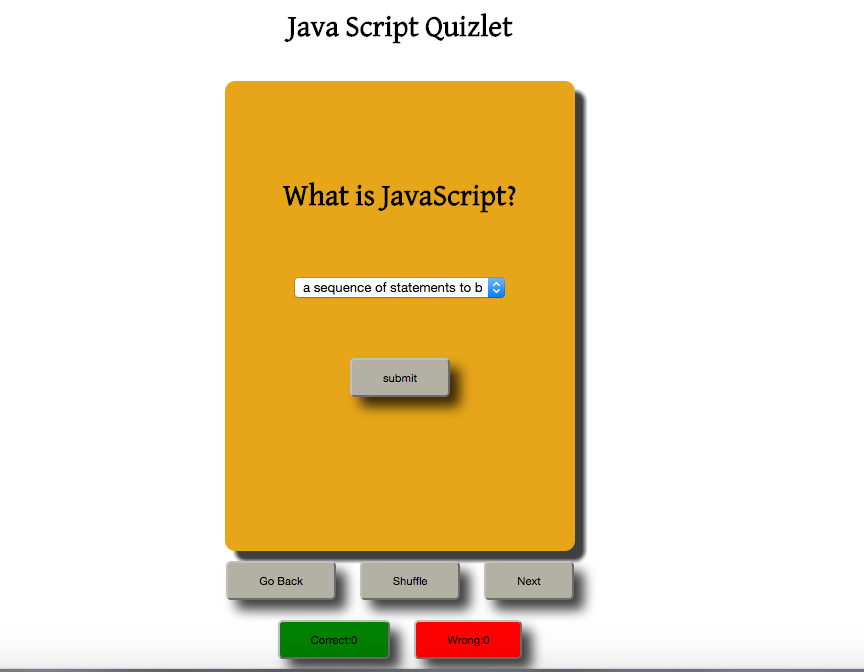 Java Script Quizlet
What is JavaScript?
a sequence of statements to b
submit
Go Back
Shuffle
Next
Correct:0
Wrong:0